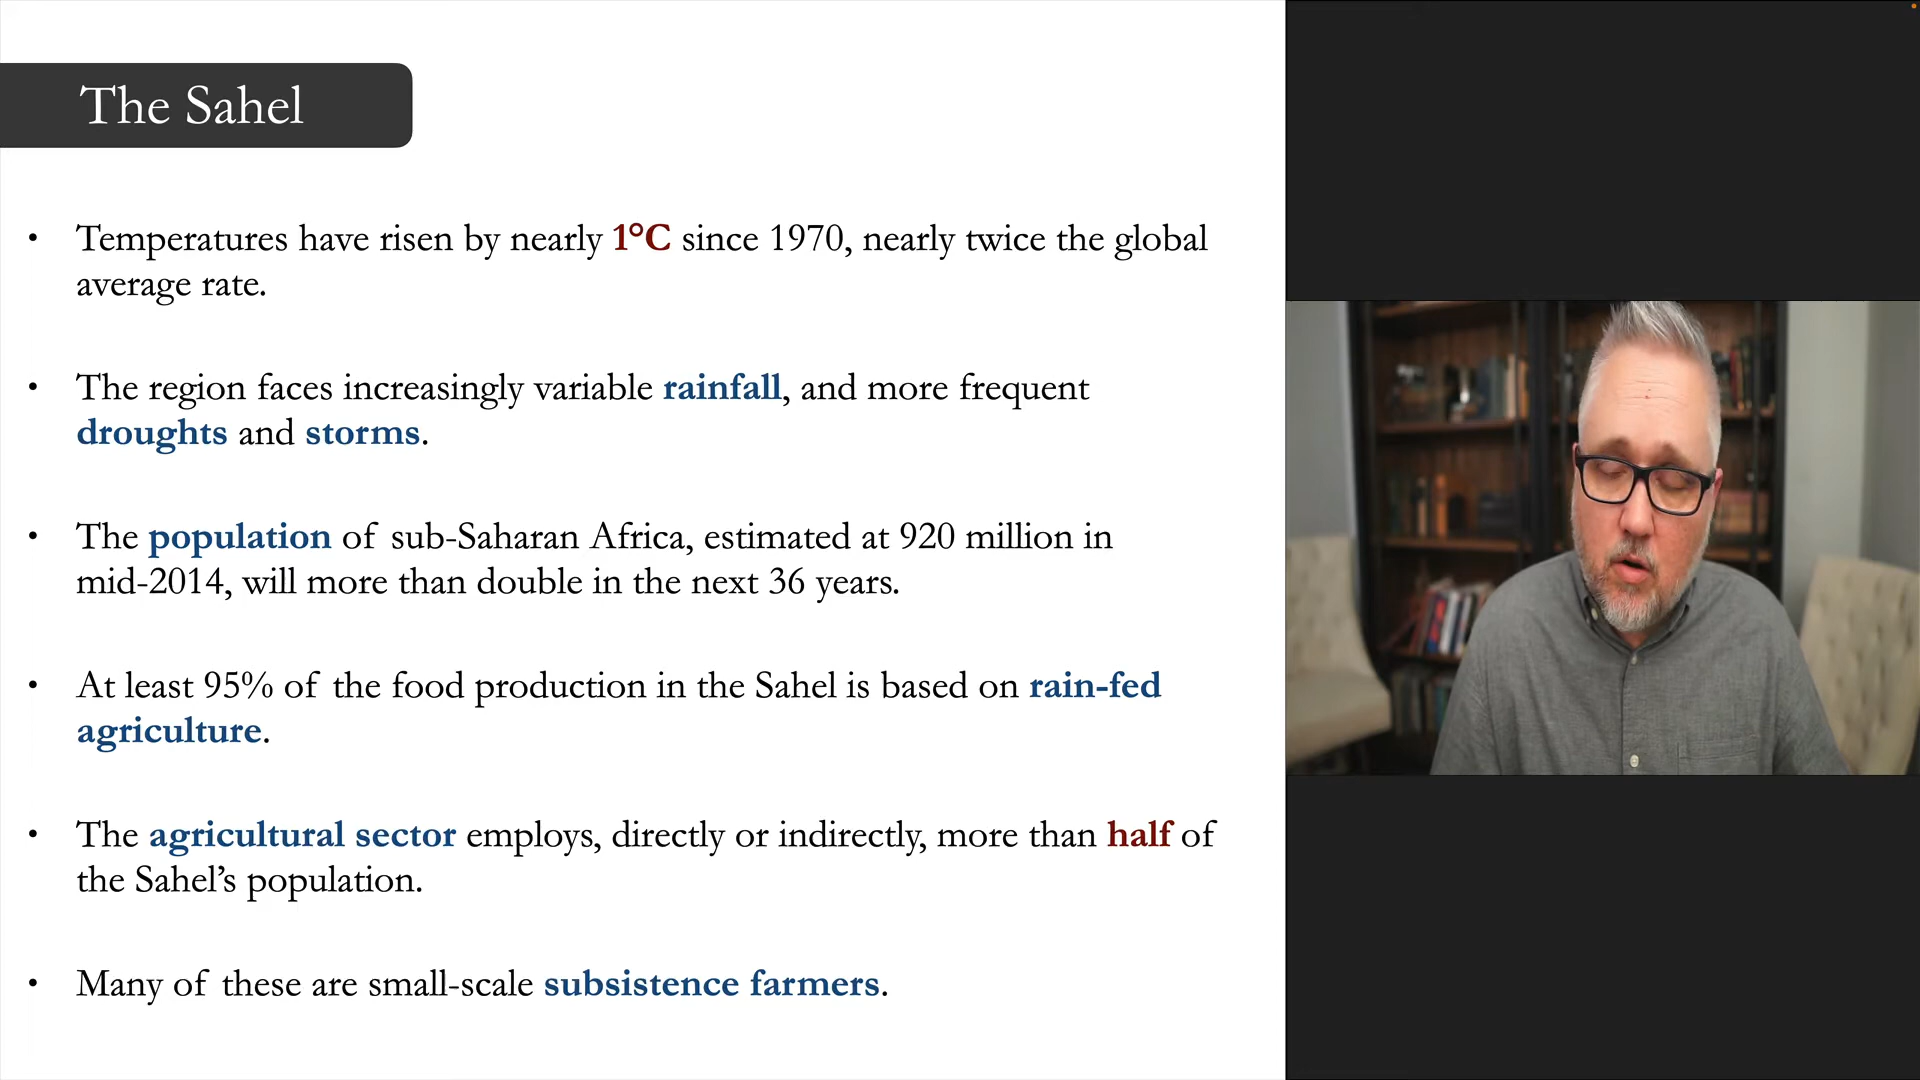 The Sahel
• Temperatures have risen by nearly 1°C since 1970, nearly twice the global
average rate.
• The region faces increasingly variable rainfall, and more frequent
droughts and storms.
• The population of sub-Saharan Africa, estimated at 920 million in
mid-2014, will more than double in the next 36 years.
• At least 95% of the food production in the Sahel is based on rain-fed
agriculture.
• The agricultural sector employs, directly or indirectly, more than half of
the Sahel’s population.
• Many of these are small-scale subsistence farmers.